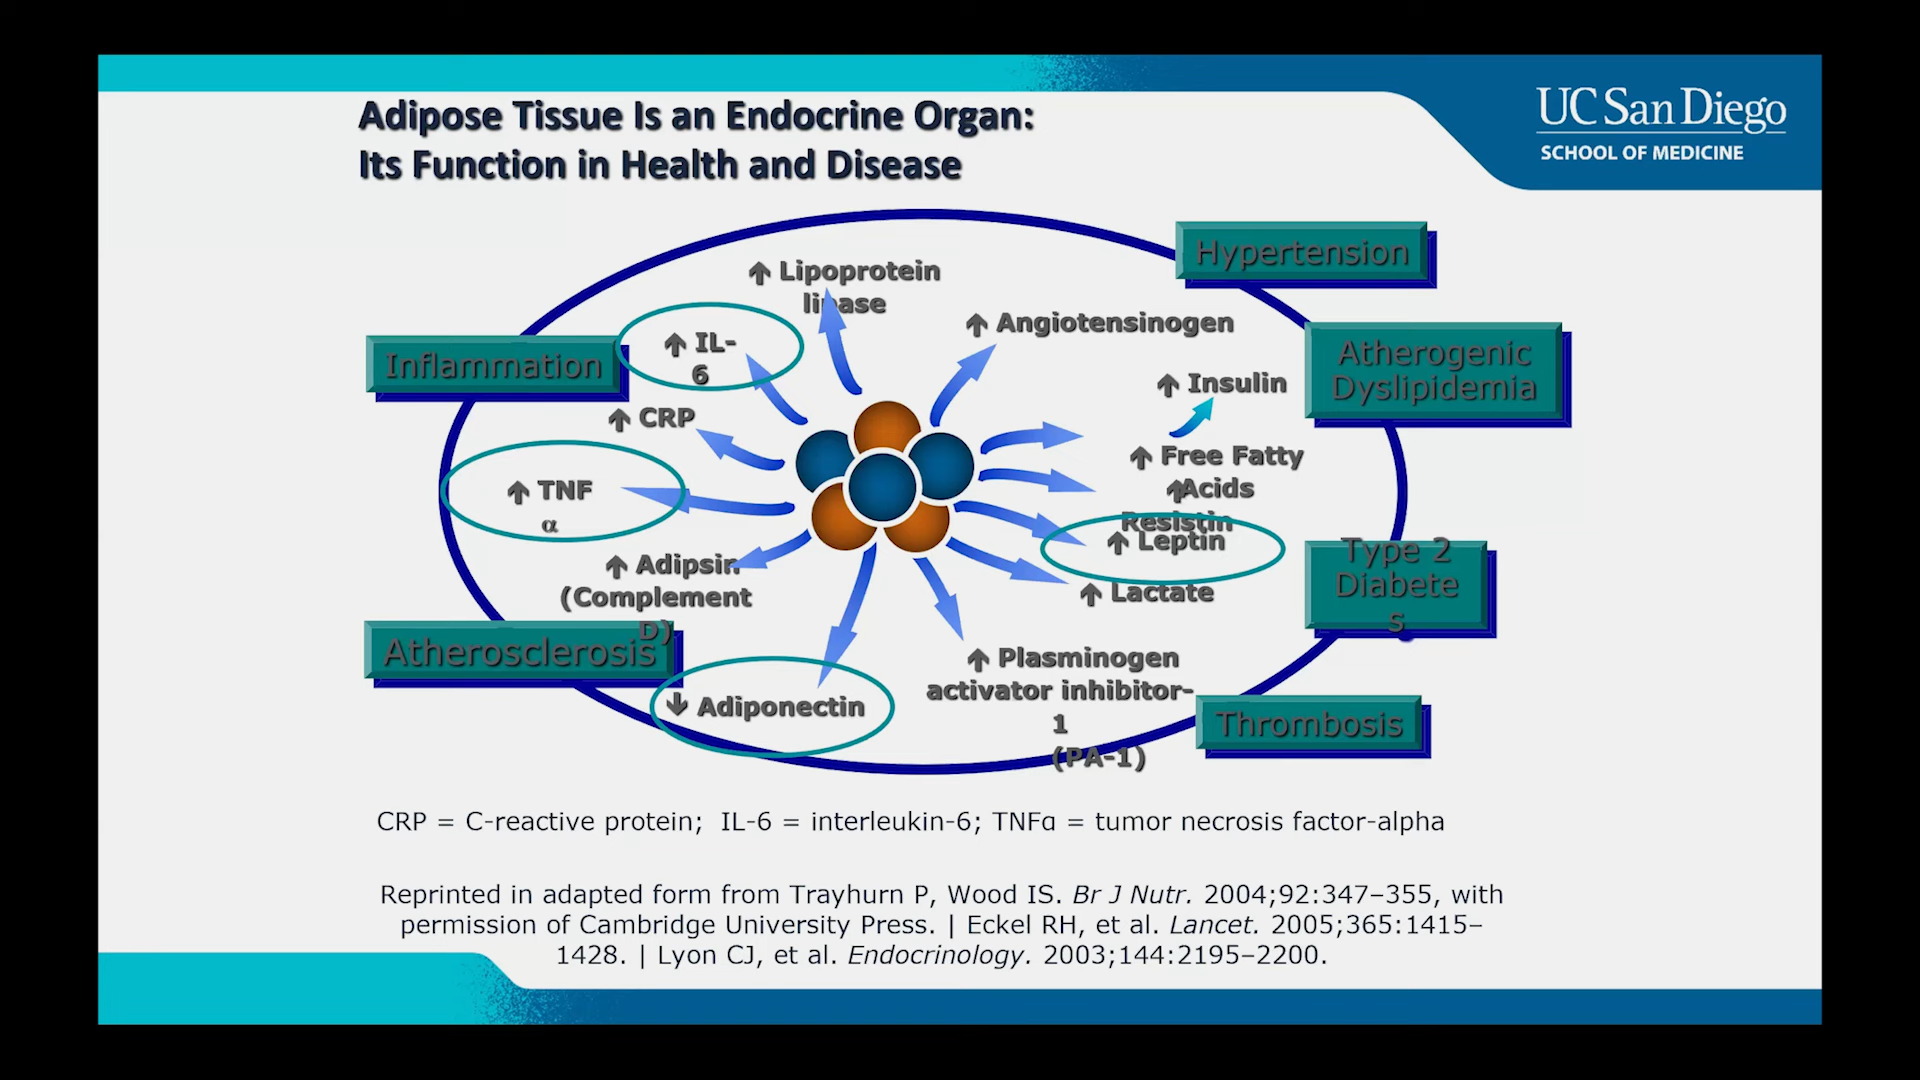 Adipose Tissue Is an Endocrine Organ:
Its Function in Health and Disease
UC San Diego
SCHOOL OF MEDICINE
Hypertension
↑ Lipoprotein
lipase
↑ Angiotensinogen
↑ IL-
6
Inflammation
Atherogenic
Dyslipidemia
↑ Insulin
↑ CRP
↑ Free Fatty
Acids
↑
Resistin
↑ TNF
α
↑ Leptin
↑ Adipsin
(Complement
D)
↑ Lactate
Type 2
Diabete
s
Atherosclerosis
↓ Adiponectin
↑ Plasminogen
activator inhibitor-
1
(PA-1)
Thrombosis
CRP = C-reactive protein;  IL-6 = interleukin-6; TNFα = tumor necrosis factor-alpha
Reprinted in adapted form from Trayhurn P, Wood IS. Br J Nutr. 2004;92:347–355, with
permission of Cambridge University Press. | Eckel RH, et al. Lancet. 2005;365:1415–
1428. | Lyon CJ, et al. Endocrinology. 2003;144:2195–2200.